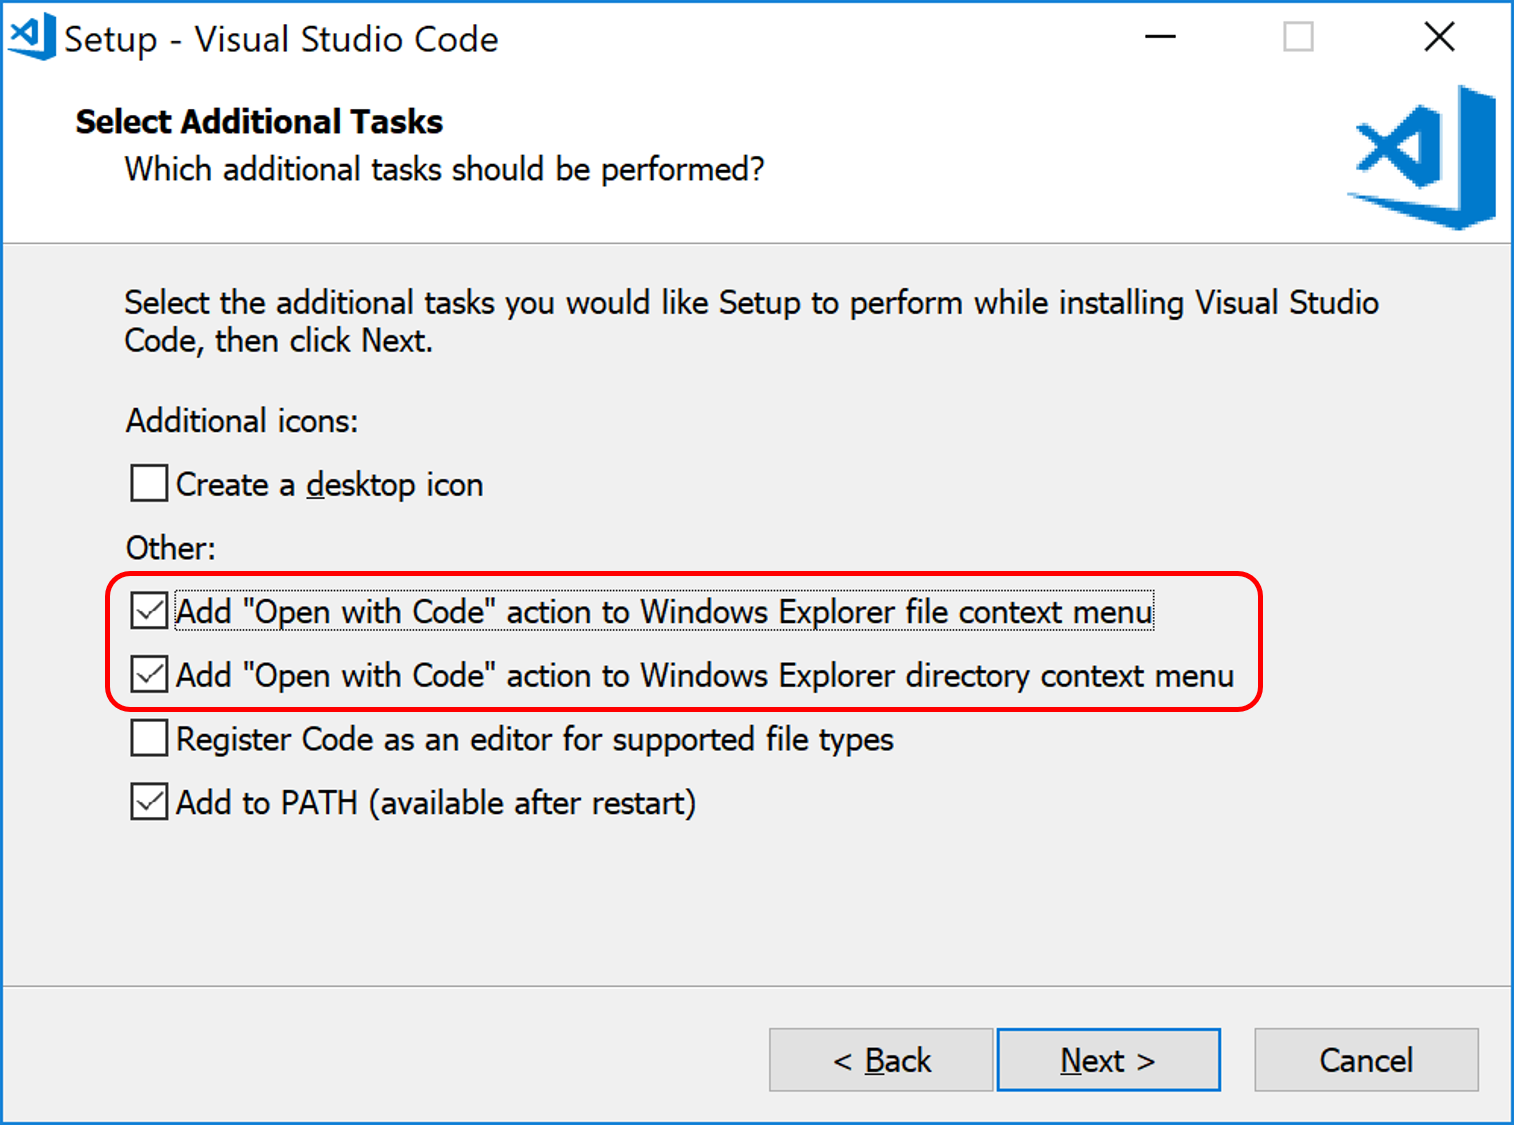 Setup - Visual Studio Code
Select Additional Tasks
Which additional tasks should be performed?
Select the additional tasks you would like Setup to perform while installing Visual Studio
Code, then click Next.
Additional icons:
Create a desktop icon
Other:
Add "Open with Code" action to Windows Explorer file context menu
Add "Open with Code" action to Windows Explorer directory context menu
Register Code as an editor for supported file types
Add to PATH (available after restart)
< Back
Next >
Cancel